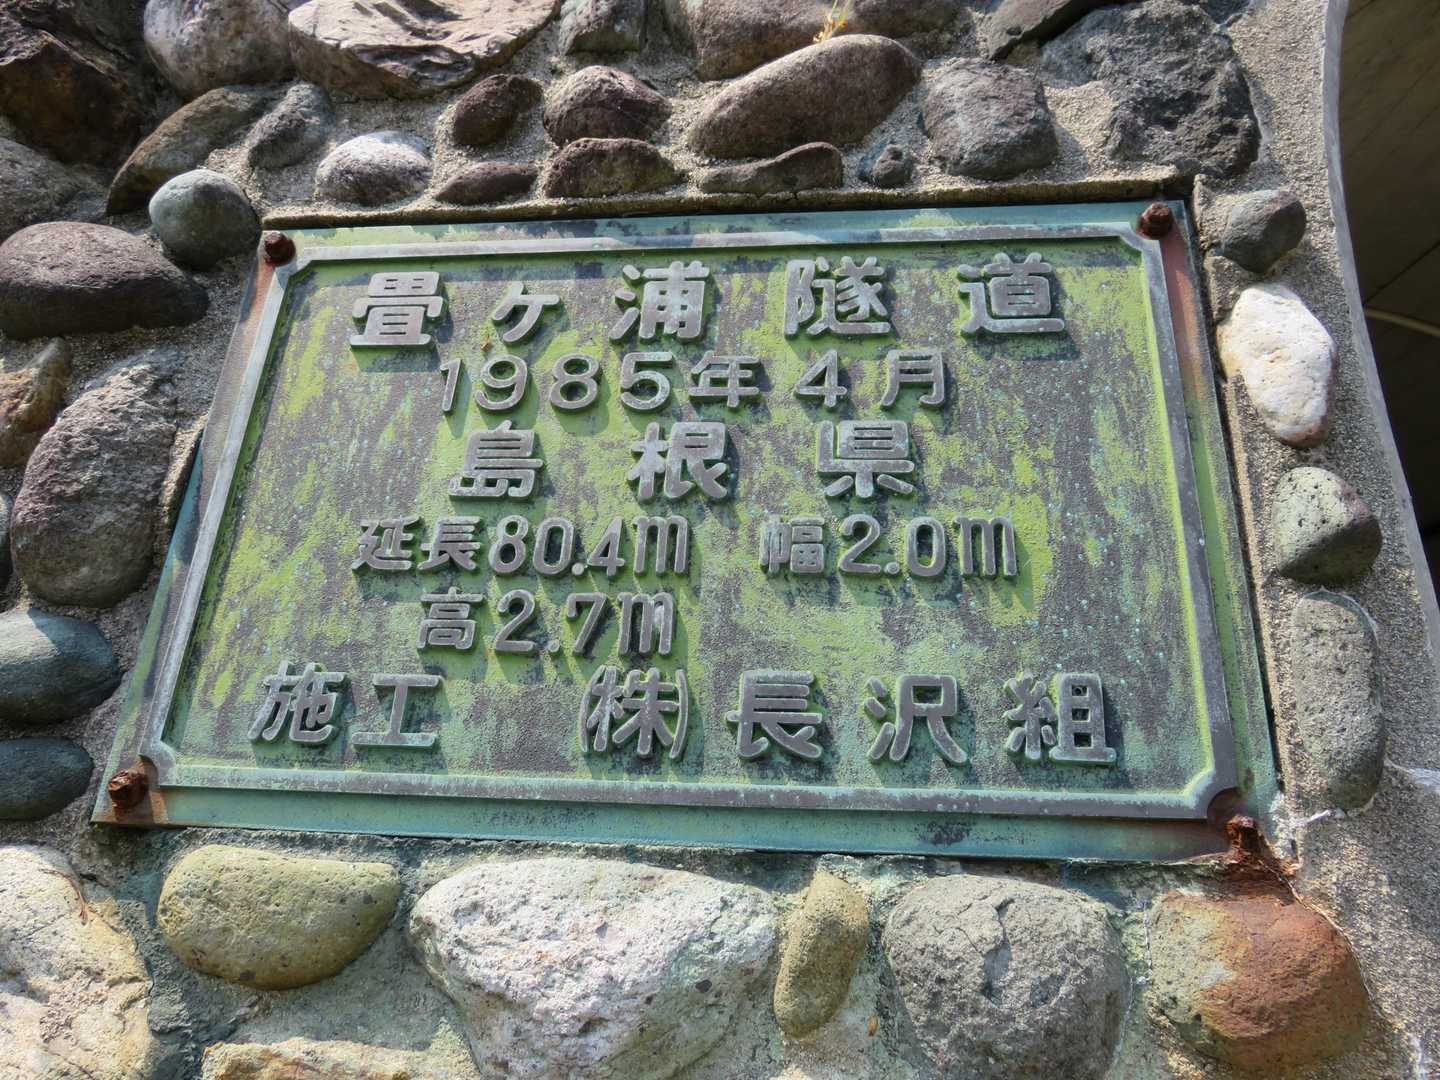 畳ヶ浦隧道
1985年4月
島根県
延長80.4m 幅2.0m
高2.7m
施工 ㈱長沢組